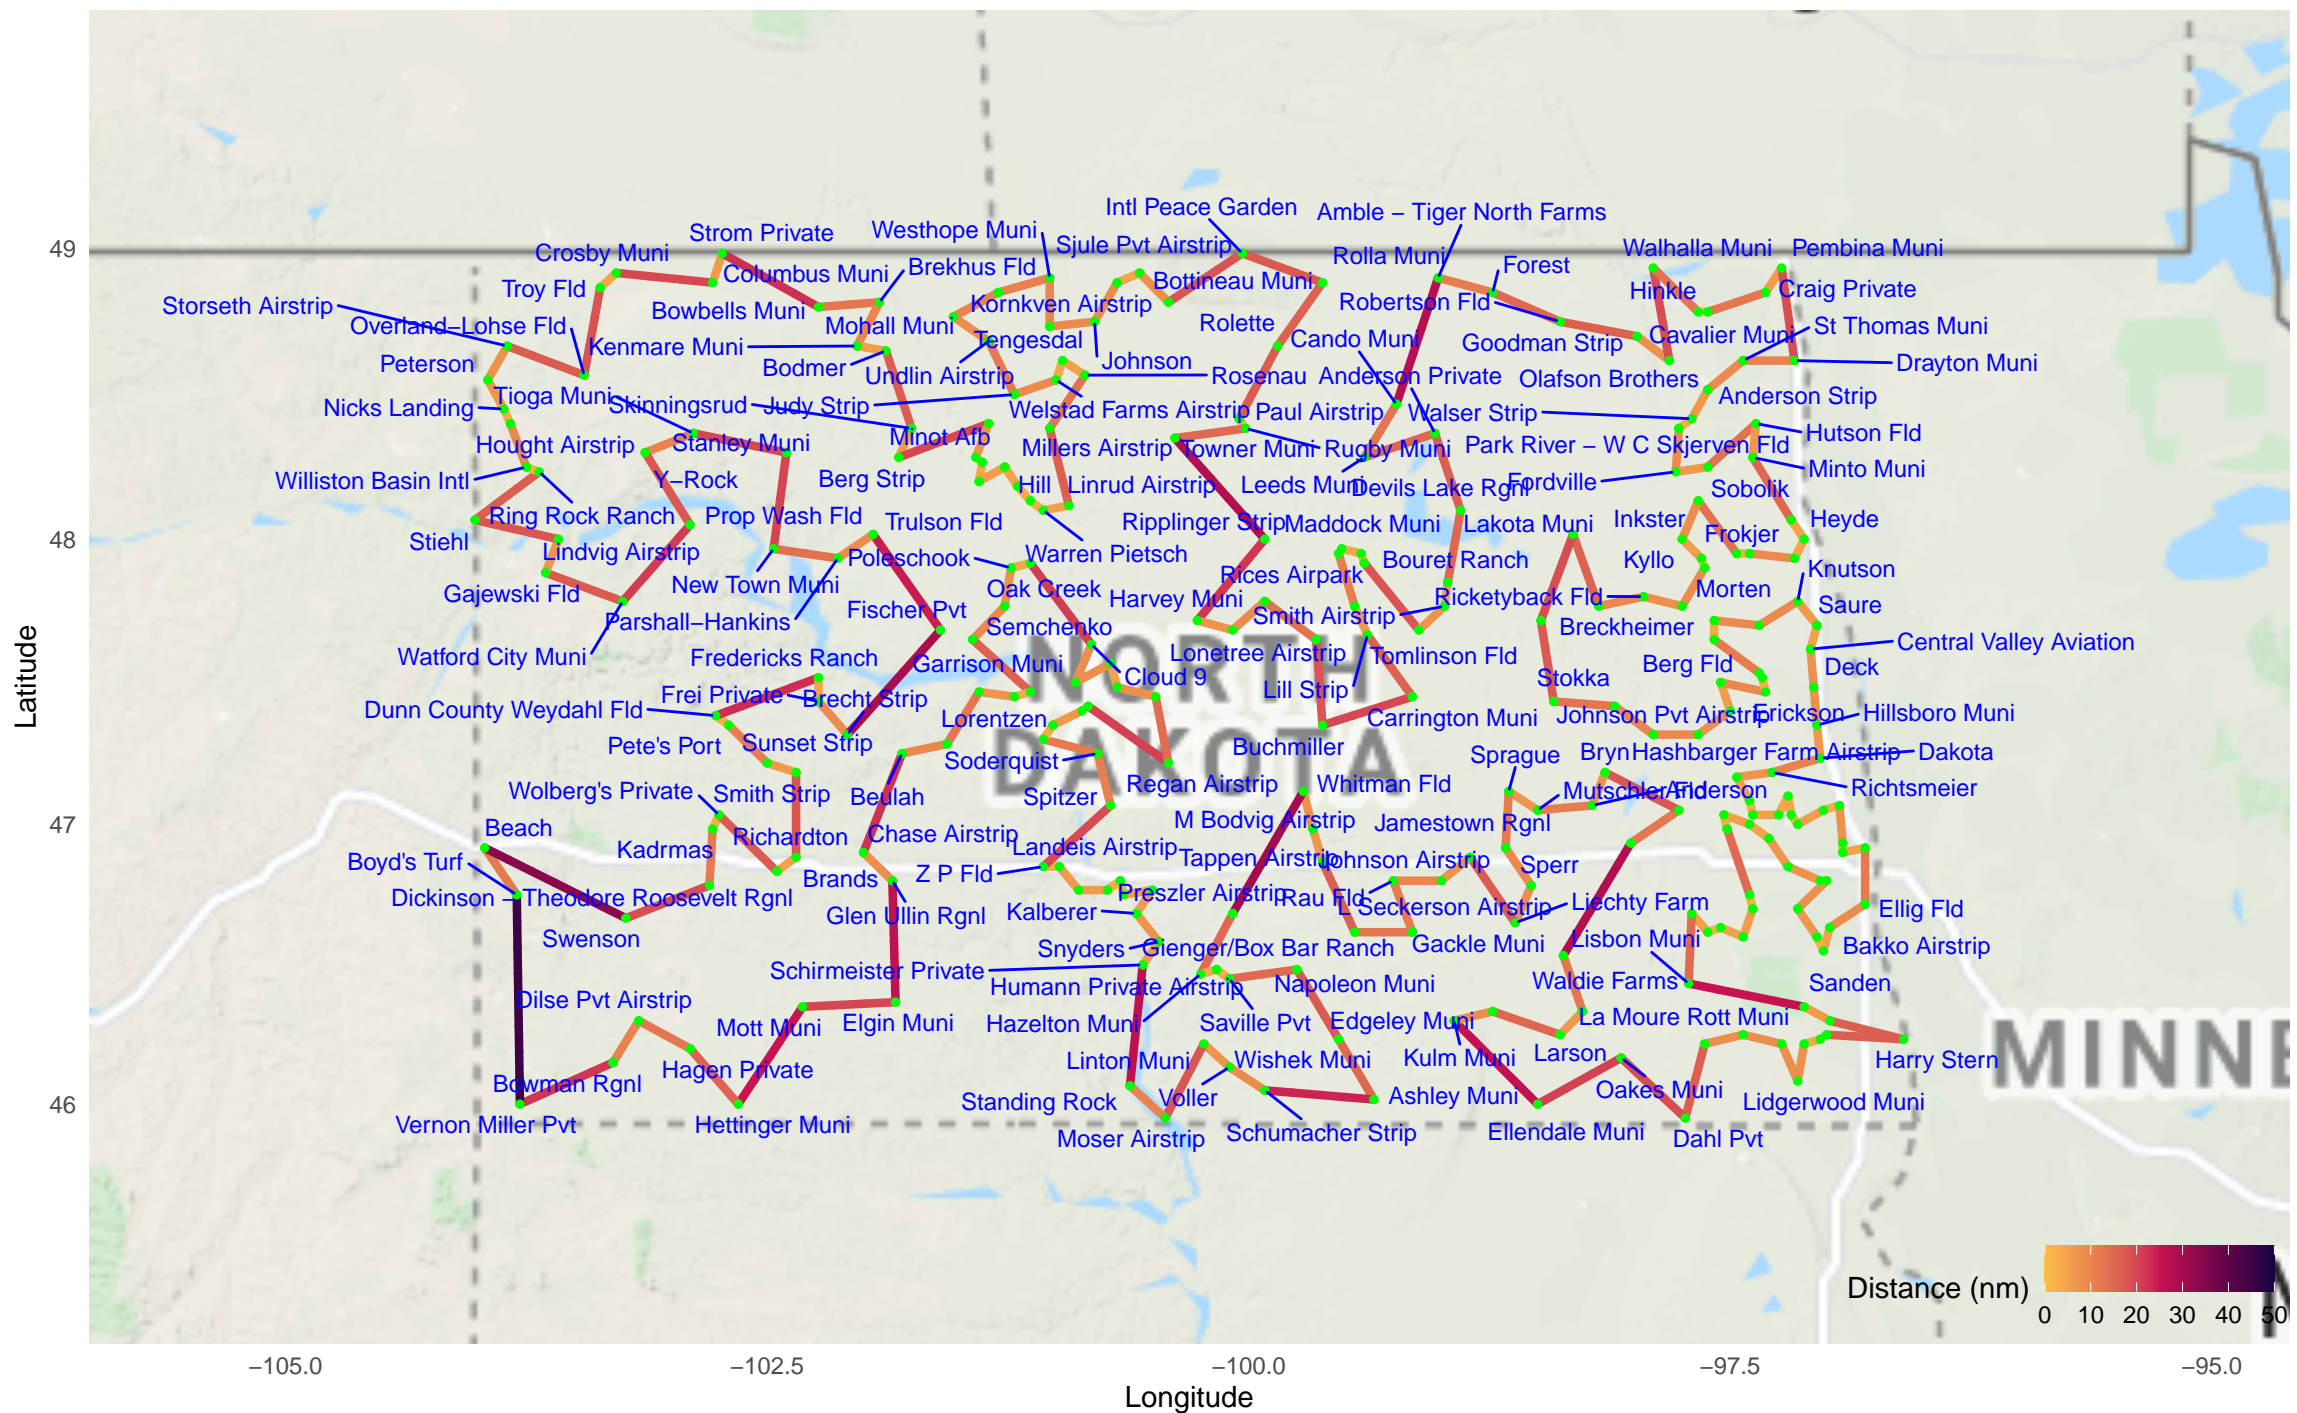 Intl Peace Garden
Amble – Tiger North Farms
Strom Private
Westhope Muni
Sjule Pvt Airstrip
Rolla Muni
Walhalla Muni
Pembina Muni
49
Crosby Muni
Columbus Muni
Brekhus Fld
Bottineau Muni
Forest
Troy Fld
Hinkle
Craig Private
Storseth Airstrip
Bowbells Muni
Kornkven Airstrip
Robertson Fld
Overland–Lohse Fld
Mohall Muni
Rolette
Cando Muni
Goodman Strip
Cavalier Muni
St Thomas Muni
Kenmare Muni
Tengesdal
Peterson
Bodmer
Undlin Airstrip
Johnson
Rosenau
Anderson Private
Olafson Brothers
Drayton Muni
Tioga Muni
Anderson Strip
Nicks Landing
Skinningsrud
Judy Strip
Welstad Farms Airstrip
Paul Airstrip
Walser Strip
Hought Airstrip
Stanley Muni
Minot Afb
Millers Airstrip
Towner Muni
Rugby Muni
Park River – W C Skjerven Fld
Hutson Fld
Williston Basin Intl
Y–Rock
Berg Strip
Hill
Linrud Airstrip
Leeds Muni
Devils Lake Rgnl
Fordville
Sobolik
Minto Muni
Ring Rock Ranch
Prop Wash Fld
Trulson Fld
Ripplinger Strip
Maddock Muni
Lakota Muni
Inkster
Frokjer
Heyde
48
Stiehl
Lindvig Airstrip
Poleschook
Warren Pietsch
Bouret Ranch
Kyllo
Knutson
Gajewski Fld
New Town Muni
Oak Creek
Harvey Muni
Rices Airpark
Ricketyback Fld
Morten
Saure
Parshall–Hankins
Fischer Pvt
Semchenko
Smith Airstrip
Breckheimer
Central Valley Aviation
Watford City Muni
Fredericks Ranch
Garrison Muni
NORTH
DAKOTA
Lonetree Airstrip
Tomlinson Fld
Berg Fld
Deck
Dunn County Weydahl Fld
Frei Private
Brecht Strip
Cloud 9
Lill Strip
Stokka
Latitude
Lorentzen
Carrington Muni
Johnson Pvt Airstrip
Erickson
Hillsboro Muni
Pete's Port
Sunset Strip
Soderquist
Buchmiller
Sprague
Bryn
Hashbarger Farm Airstrip
Dakota
Wolberg's Private
Smith Strip
Beulah
Spitzer
Regan Airstrip
Whitman Fld
Mutschler Fld
Anderson
Richtsmeier
47
Beach
Kadrmas
Richardton
Chase Airstrip
Landeis Airstrip
M Bodvig Airstrip
Jamestown Rgnl
Boyd's Turf
Brands
Z P Fld
Tappen Airstrip
Johnson Airstrip
Sperr
Dickinson – Theodore Roosevelt Rgnl
Glen Ullin Rgnl
Kalberer
Preszler Airstrip
Rau Fld
L Seckerson Airstrip
Liechty Farm
Ellig Fld
Swenson
Snyders
Gienger/Box Bar Ranch
Gackle Muni
Lisbon Muni
Bakko Airstrip
Schirmeister Private
Humann Private Airstrip
Napoleon Muni
Waldie Farms
Sanden
Dilse Pvt Airstrip
Mott Muni
Elgin Muni
Hazelton Muni
Saville Pvt
Edgeley Muni
La Moure Rott Muni
Bowman Rgnl
Hagen Private
Linton Muni
Wishek Muni
Kulm Muni
Larson
Harry Stern
MINNE
46
Standing Rock
Voller
Ashley Muni
Oakes Muni
Lidgerwood Muni
Vernon Miller Pvt
Hettinger Muni
Moser Airstrip
Schumacher Strip
Ellendale Muni
Dahl Pvt
Distance (nm)
0 10 20 30 40 50
−105.0 −102.5 −100.0 −97.5 −95.0
Longitude